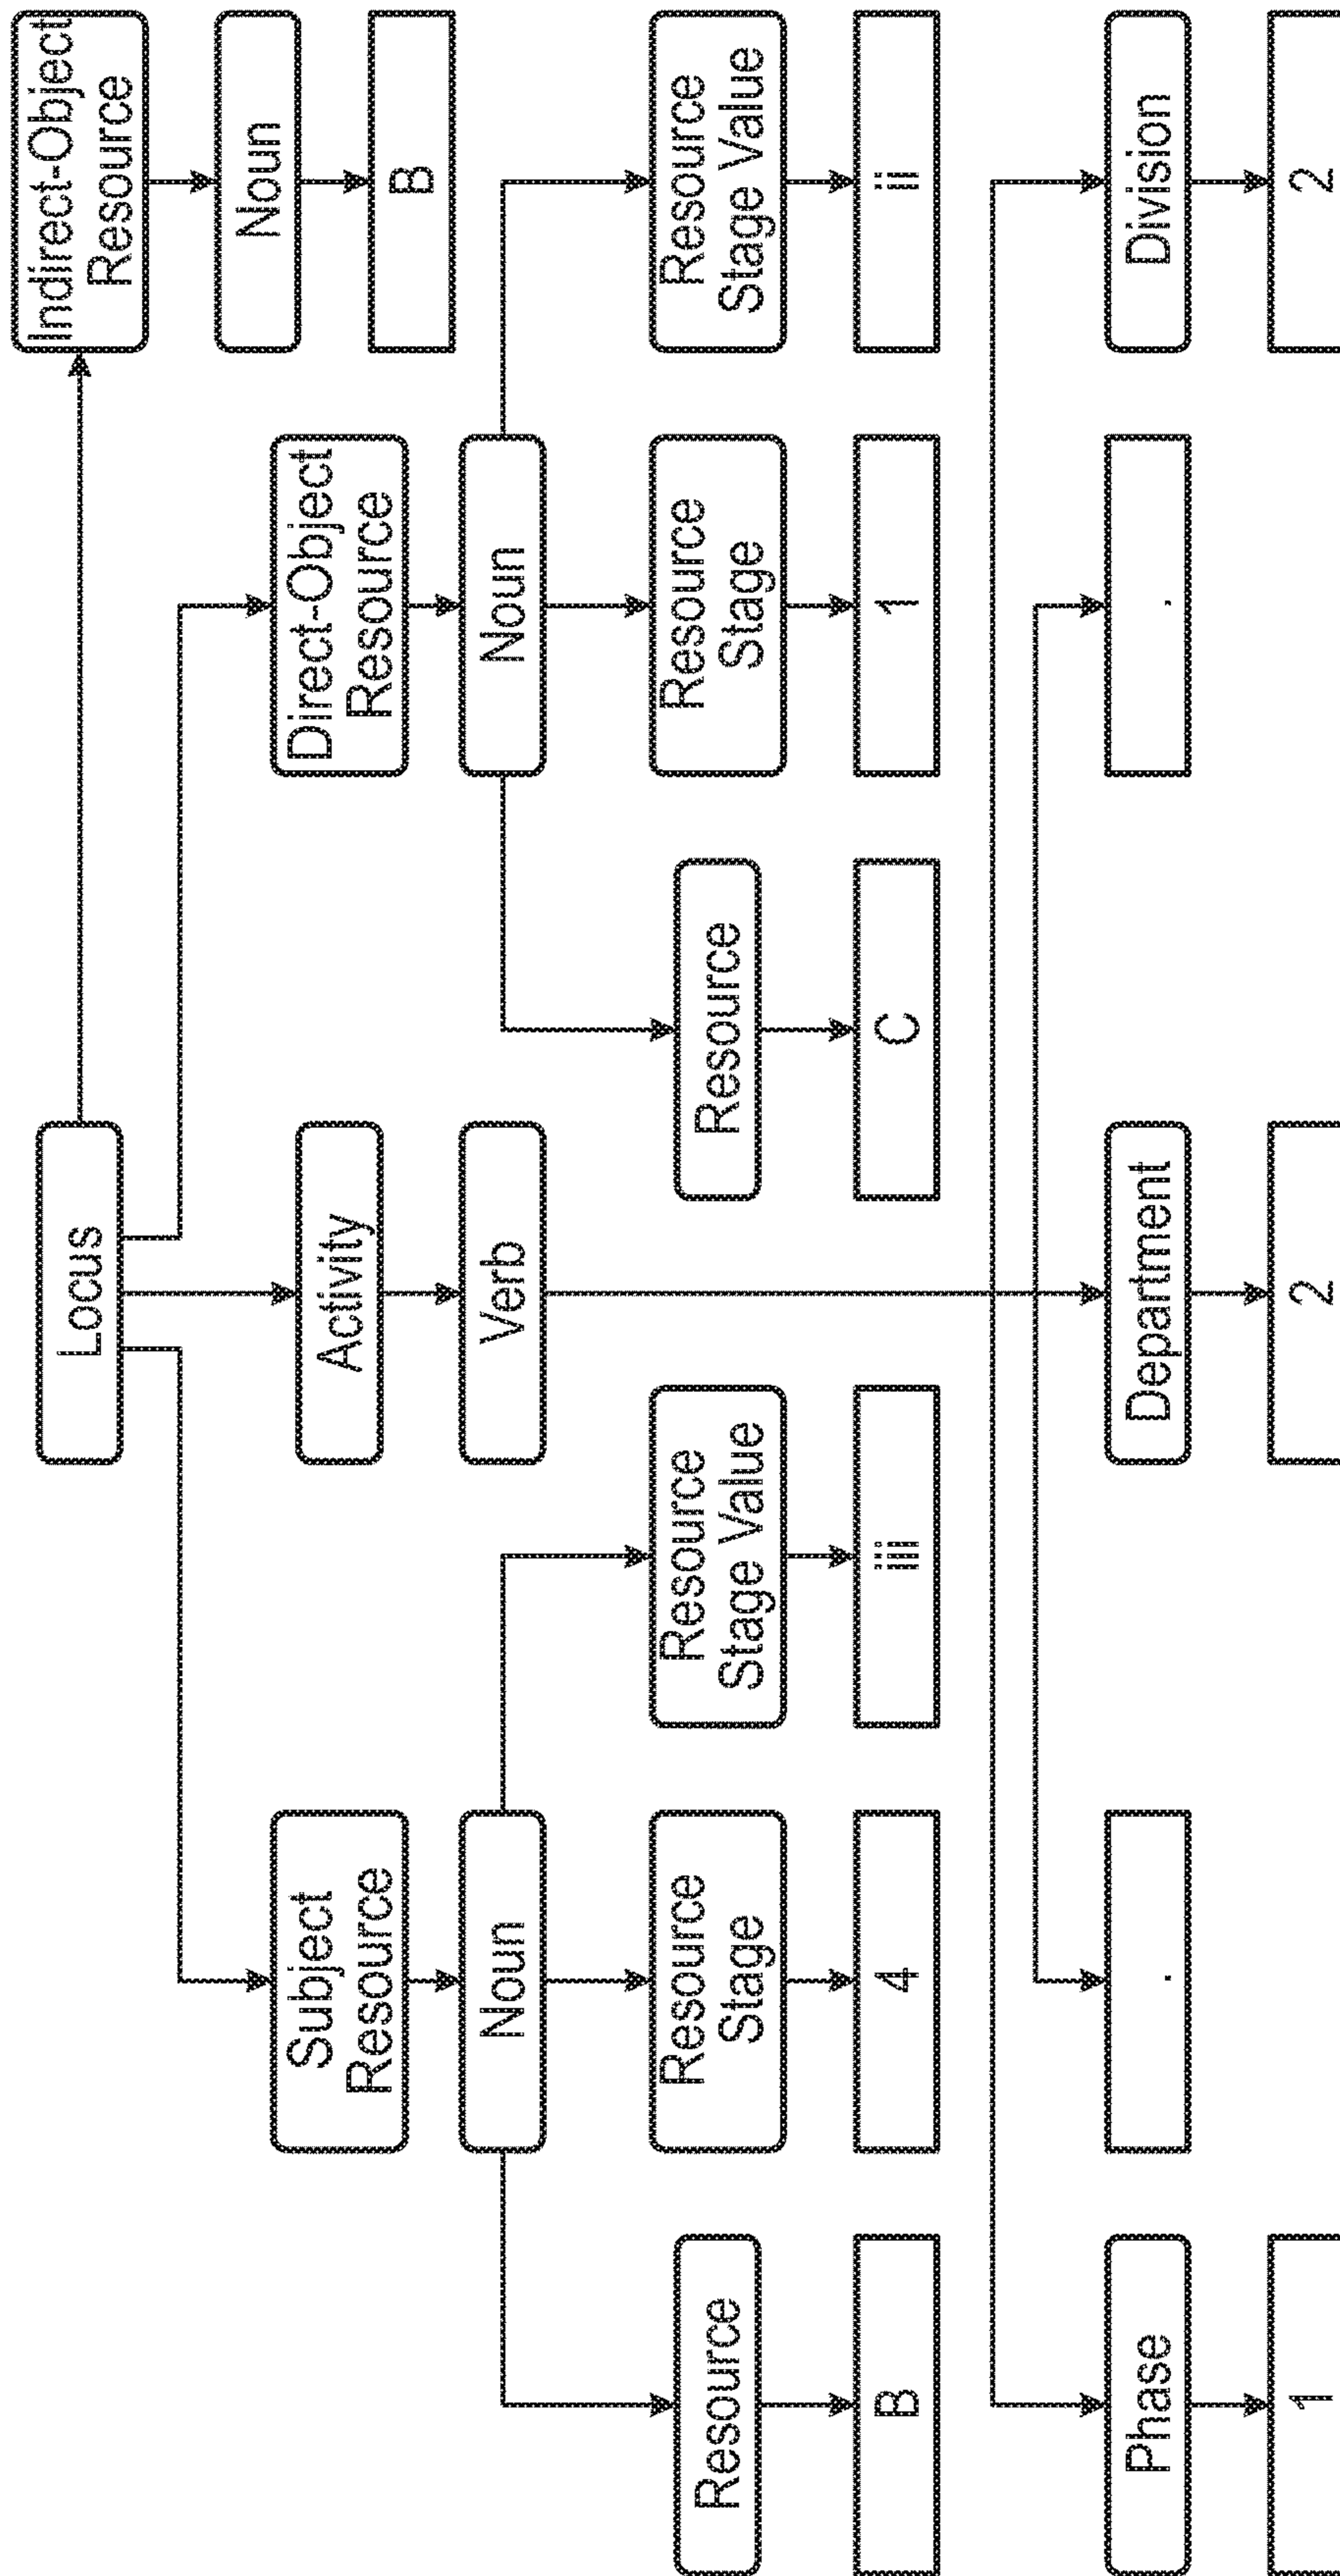 Locus
Indirect-Object
Resource
Noun
B
Subject
Resource
Activity
Direct-Object
Resource
Noun
Verb
Noun
Resource
Resource
Stage
Resource
Stage Value
Resource
Resource
Stage
Resource
Stage Value
B
4
iii
C
1
ii
Phase
.
Department
.
Division
1
2
2